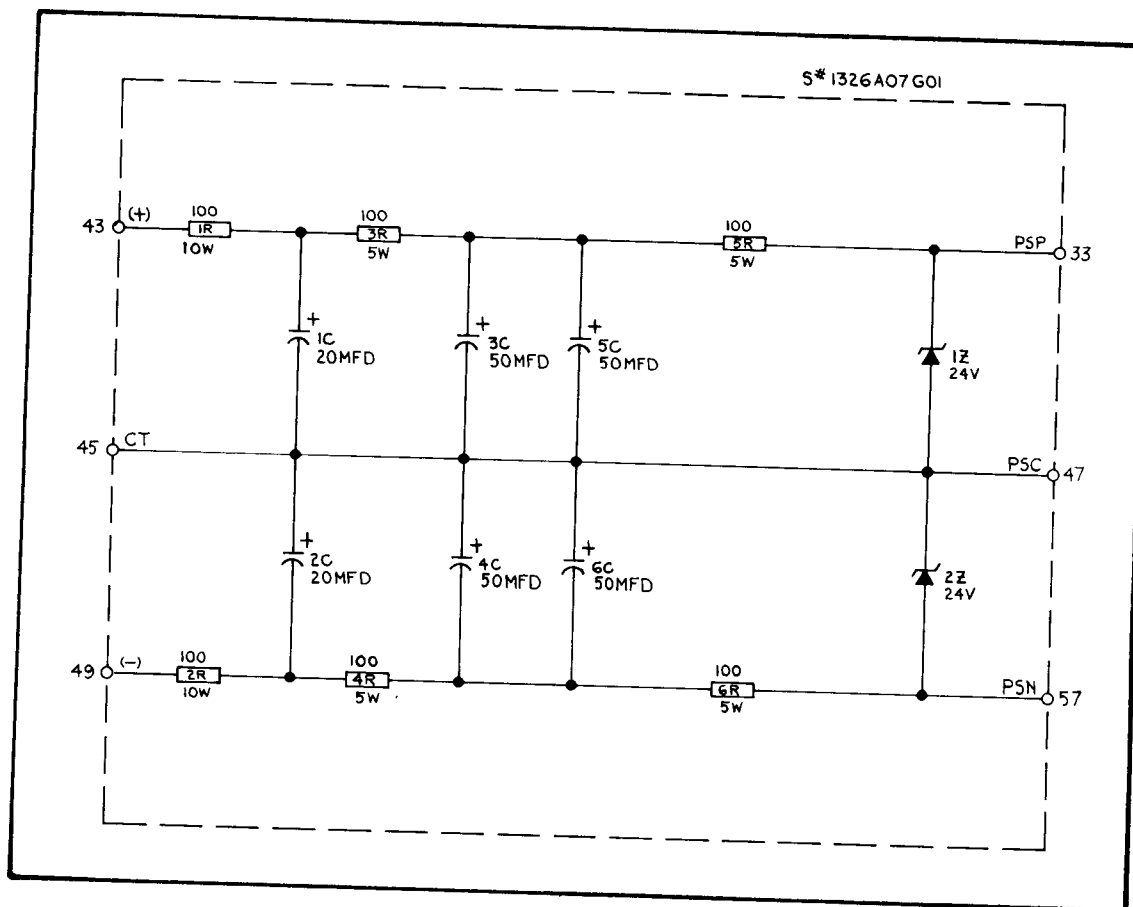 S# 1326A07G01
43 (+)
100
1R
10W
100
3R
5W
100
5R
5W
PSP 33
+
1C
20MFD
+
3C
50MFD
+
5C
50MFD
1Z
24V
45 CT
PSC 47
+
2C
20MFD
+
4C
50MFD
+
6C
50MFD
2Z
24V
49 (-)
100
2R
10W
100
4R
5W
100
6R
5W
PSN 57